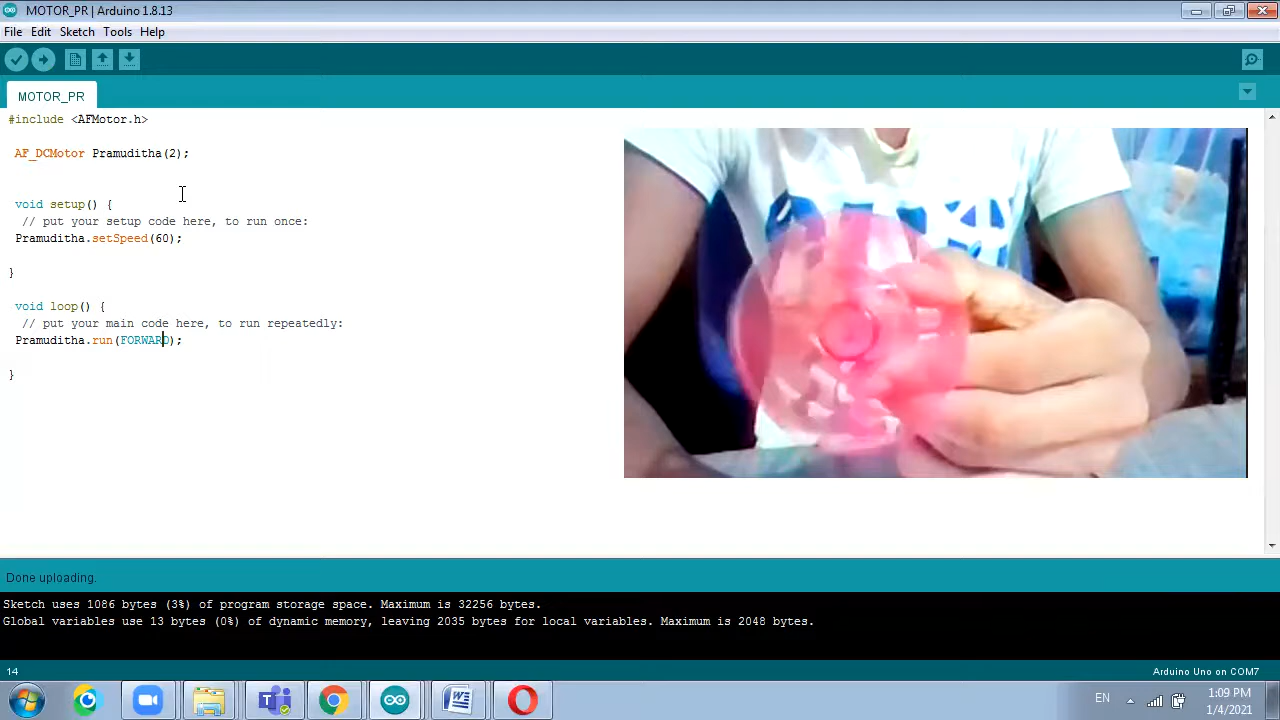 MOTOR_PR | Arduino 1.8.13
File Edit Sketch Tools Help
MOTOR_PR
#include <AFMotor.h>
AF_DCMotor Pramuditha(2);
void setup() {
// put your setup code here, to run once:
Pramuditha.setSpeed(60);
}
void loop() {
// put your main code here, to run repeatedly:
Pramuditha.run(FORWARD);
}
Done uploading.
Sketch uses 1086 bytes (3%) of program storage space. Maximum is 32256 bytes.
Global variables use 13 bytes (0%) of dynamic memory, leaving 2035 bytes for local variables. Maximum is 2048 bytes.
14 Arduino Uno on COM7
EN 1:09 PM
1/4/2021